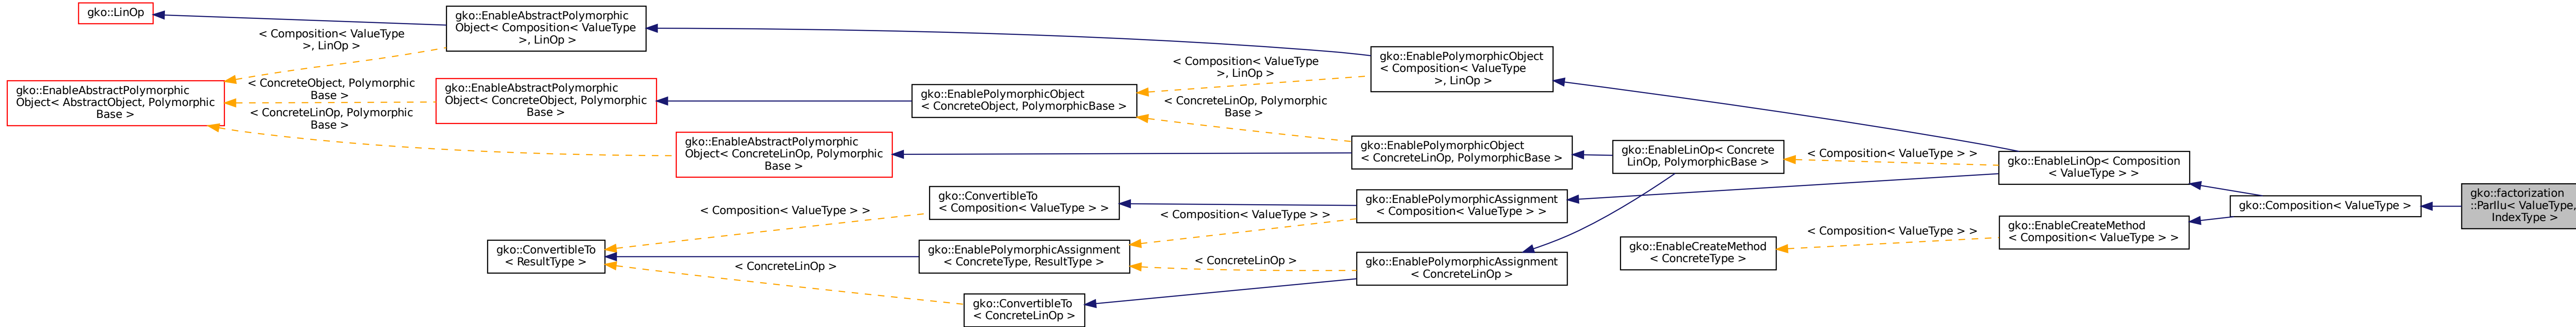 gko::LinOp
gko::EnableAbstractPolymorphic
Object< Composition< ValueType
>, LinOp >
< Composition< ValueType
>, LinOp >
gko::EnableAbstractPolymorphic
Object< AbstractObject, Polymorphic
Base >
< ConcreteObject, Polymorphic
Base >
< ConcreteLinOp, Polymorphic
Base >
gko::EnableAbstractPolymorphic
Object< ConcreteObject, Polymorphic
Base >
gko::EnableAbstractPolymorphic
Object< ConcreteLinOp, Polymorphic
Base >
gko::EnablePolymorphicObject
< ConcreteObject, PolymorphicBase >
< Composition< ValueType
>, LinOp >
< ConcreteLinOp, Polymorphic
Base >
gko::EnablePolymorphicObject
< Composition< ValueType
>, LinOp >
gko::EnablePolymorphicObject
< ConcreteLinOp, PolymorphicBase >
gko::EnableLinOp< Concrete
LinOp, PolymorphicBase >
< Composition< ValueType > >
gko::EnableLinOp< Composition
< ValueType > >
gko::ConvertibleTo
< ResultType >
< Composition< ValueType > >
< ConcreteLinOp >
gko::ConvertibleTo
< Composition< ValueType > >
gko::EnablePolymorphicAssignment
< ConcreteType, ResultType >
gko::ConvertibleTo
< ConcreteLinOp >
< Composition< ValueType > >
< ConcreteLinOp >
gko::EnablePolymorphicAssignment
< Composition< ValueType > >
gko::EnablePolymorphicAssignment
< ConcreteLinOp >
gko::EnableCreateMethod
< ConcreteType >
< Composition< ValueType > >
gko::EnableCreateMethod
< Composition< ValueType > >
gko::Composition< ValueType >
gko::factorization
::ParIlu< ValueType,
IndexType >